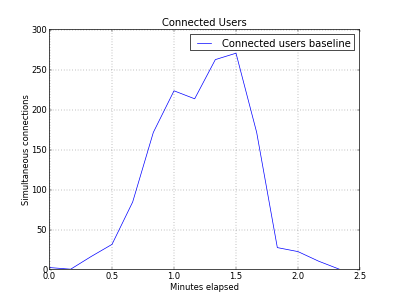 Connected Users
Connected users baseline
300
250
200
150
100
50
0
Simultaneous connections
0.0 0.5 1.0 1.5 2.0 2.5
Minutes elapsed